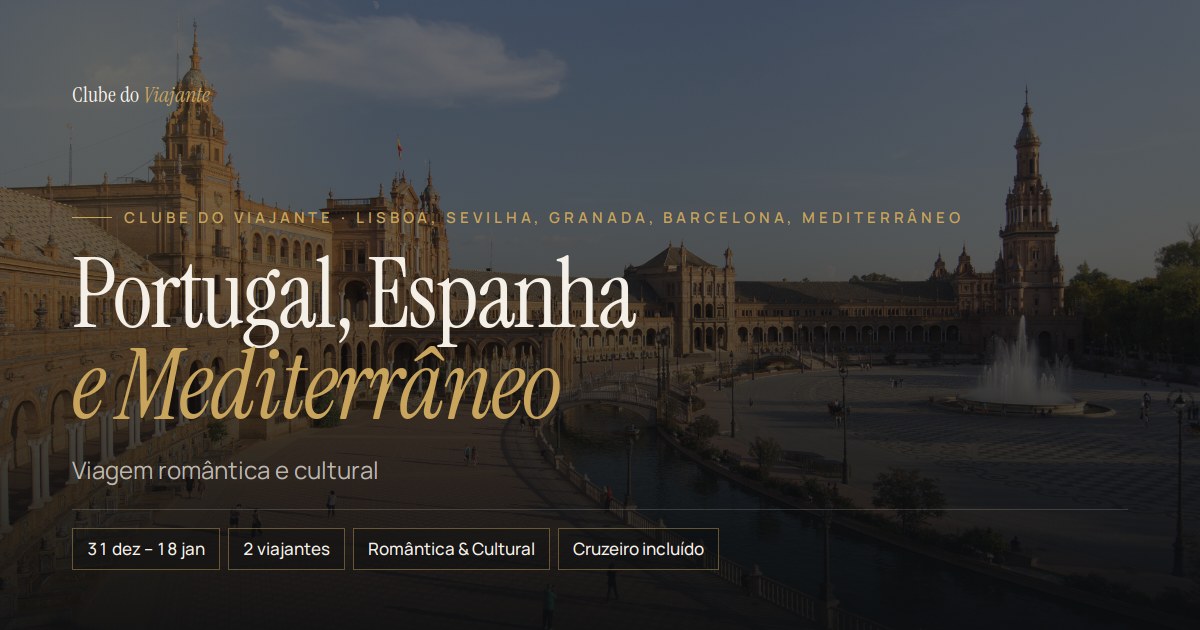 Clube do Viajante
CLUBE DO VIAJANTE · LISBOA, SEVILHA, GRANADA, BARCELONA, MEDITERRÂNEO
Portugal, Espanha
e Mediterrâneo
Viagem romântica e cultural
31 dez – 18 jan
2 viajantes
Romântica & Cultural
Cruzeiro incluído